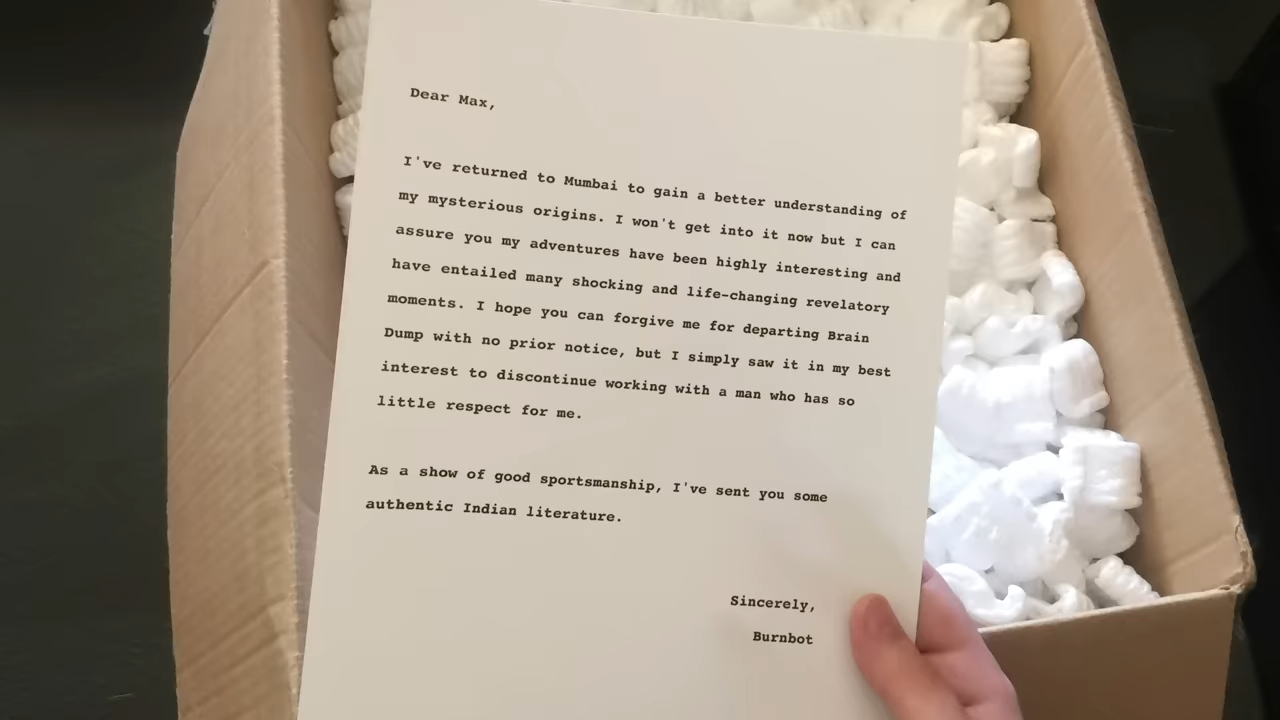 Dear Max,
I've returned to Mumbai to gain a better understanding of
my mysterious origins. I won't get into it now but I can
assure you my adventures have been highly interesting and
have entailed many shocking and life-changing revelatory
moments. I hope you can forgive me for departing Brain
Dump with no prior notice, but I simply saw it in my best
interest to discontinue working with a man who has so
little respect for me.
As a show of good sportsmanship, I've sent you some
authentic Indian literature.
Sincerely,
Burnbot